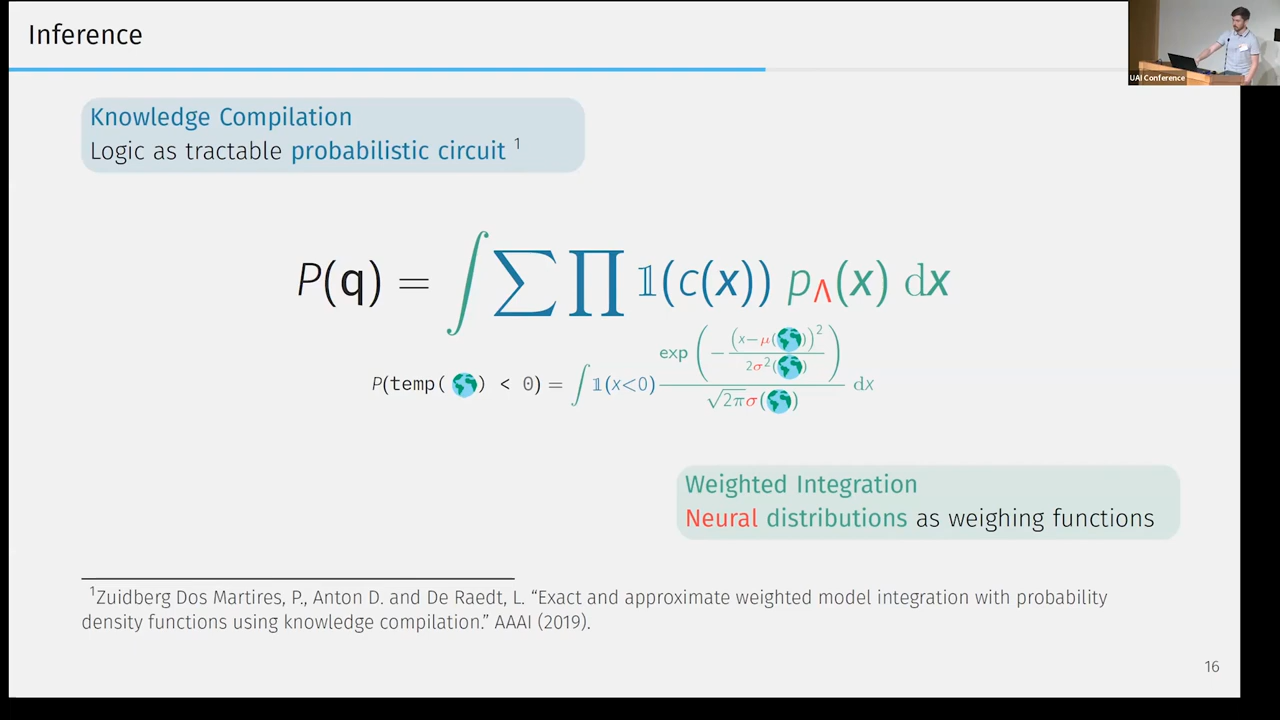 Inference
UAI Conference
Knowledge Compilation
Logic as tractable probabilistic circuit ¹
P(q) = ∫ ∑ ∏ 𝟙(c(x)) p_Λ(x) dx
P(temp(🌎) < 0) = ∫ 𝟙(x<0) exp(−(x−μ(🌎))² / 2σ²(🌎)) / √2π σ(🌎) dx
Weighted Integration
Neural distributions as weighing functions
¹Zuidberg Dos Martires, P., Anton D. and De Raedt, L. “Exact and approximate weighted model integration with probability
density functions using knowledge compilation.” AAAI (2019).
16